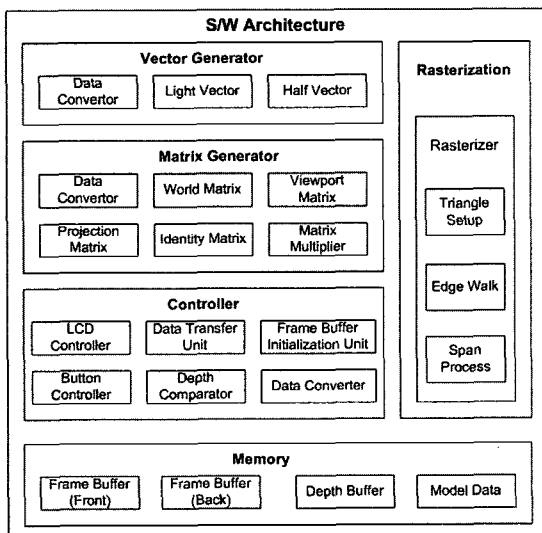 S/W Architecture
Vector Generator
Data
Convertor
Light Vector
Half Vector
Matrix Generator
Data
Convertor
World Matrix
Viewport
Matrix
Projection
Matrix
Identity Matrix
Matrix
Multiplier
Controller
LCD
Controller
Data Transfer
Unit
Frame Buffer
Initialization Unit
Button
Controller
Depth
Comparator
Data Converter
Rasterization
Rasterizer
Triangle
Setup
Edge Walk
Span
Process
Memory
Frame Buffer
(Front)
Frame Buffer
(Back)
Depth Buffer
Model Data